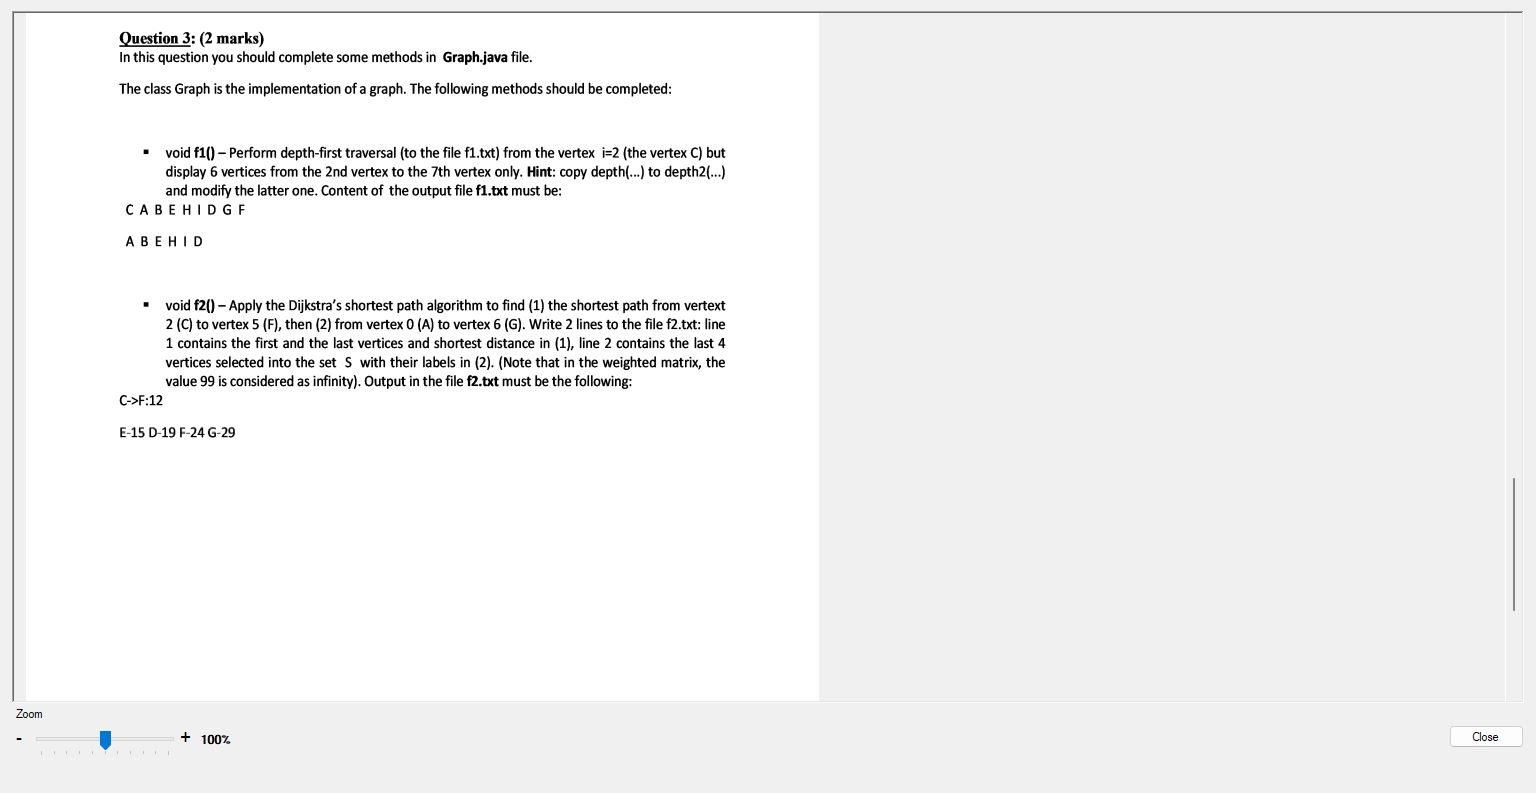 Question 3: (2 marks)
In this question you should complete some methods in Graph.java file.
The class Graph is the implementation of a graph. The following methods should be completed:
▪ void f1() – Perform depth-first traversal (to the file f1.txt) from the vertex i=2 (the vertex C) but
display 6 vertices from the 2nd vertex to the 7th vertex only. Hint: copy depth(...) to depth2(...)
and modify the latter one. Content of the output file f1.txt must be:
C A B E H I D G F
A B E H I D
▪ void f2() – Apply the Dijkstra's shortest path algorithm to find (1) the shortest path from vertext
2 (C) to vertex 5 (F), then (2) from vertex 0 (A) to vertex 6 (G). Write 2 lines to the file f2.txt: line
1 contains the first and the last vertices and shortest distance in (1), line 2 contains the last 4
vertices selected into the set S with their labels in (2). (Note that in the weighted matrix, the
value 99 is considered as infinity). Output in the file f2.txt must be the following:
C->F:12
E-15 D-19 F-24 G-29
Zoom
- + 100%
Close